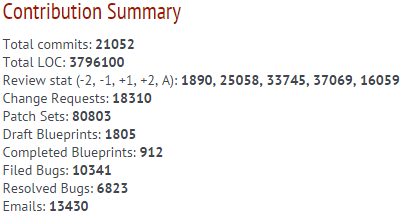 Contribution Summary
Total commits: 21052
Total LOC: 3796100
Review stat (-2, -1, +1, +2, A): 1890, 25058, 33745, 37069, 16059
Change Requests: 18310
Patch Sets: 80803
Draft Blueprints: 1805
Completed Blueprints: 912
Filed Bugs: 10341
Resolved Bugs: 6823
Emails: 13430